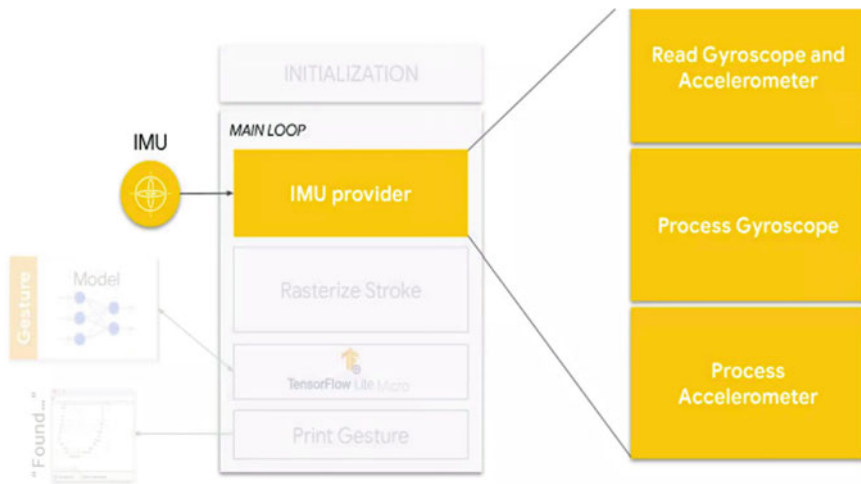 INITIALIZATION
MAIN LOOP
IMU
IMU provider
Rasterize Stroke
Gesture
Model
TensorFlow Lite Micro
Print Gesture
"Found..."
Read Gyroscope and
Accelerometer
Process Gyroscope
Process
Accelerometer